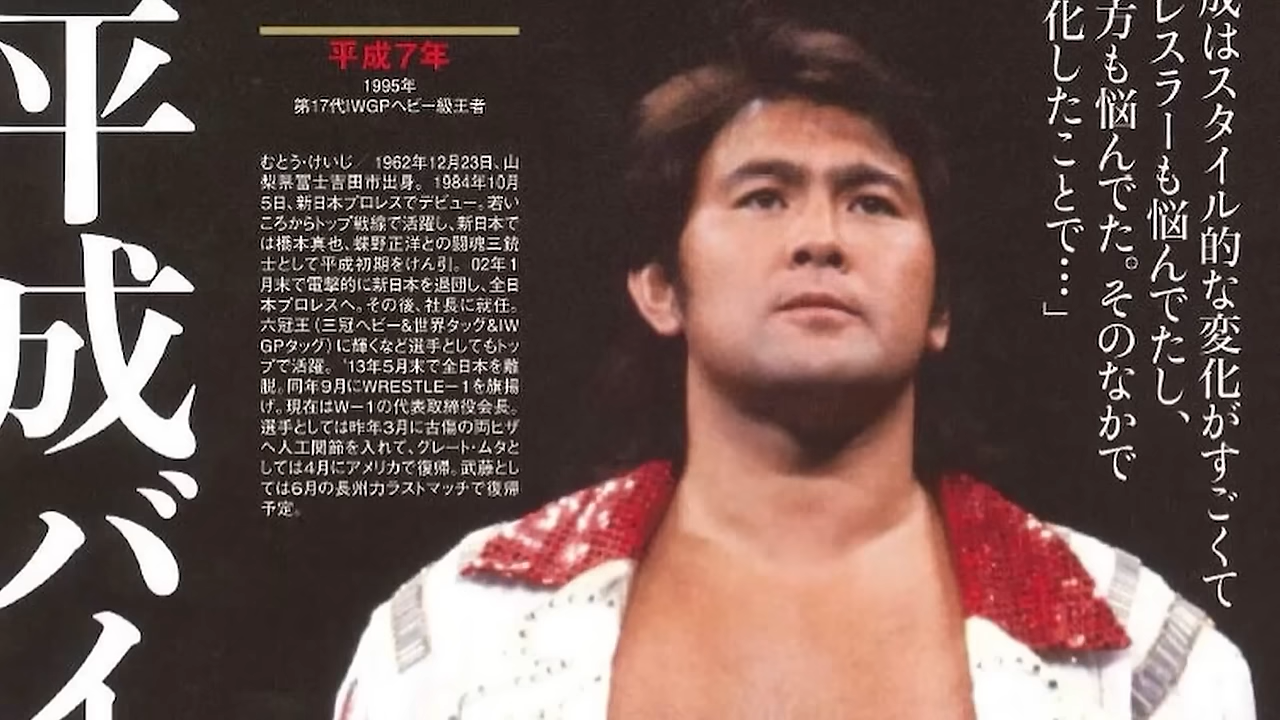 成はスタイル的な変化がすごくて
レスラーも悩んでたし、
方も悩んでた。そのなかで
化したことで…」
平成7年
1995年
第17代IWGPヘビー級王者
むとう・けいじ/ 1962年12月23日、山
梨県富士吉田市出身。1984年10月
5日、新日本プロレスでデビュー。若い
ころからトップ戦線で活躍し、新日本で
は橋本真也、蝶野正洋との闘魂三銃
士として平成初期をけん引。02年1
月末で電撃的に新日本を退団し、全日
本プロレスへ。その後、社長に就任。
六冠王(三冠ヘビー&世界タッグ&IW
GPタッグ)に輝くなど選手としてもトッ
プで活躍。'13年5月末で全日本を離
脱。同年9月にWRESTLE−1を旗揚
げ。現在はW−1の代表取締役会長。
選手としては昨年3月に古傷の両ヒザ
へ人工関節を入れて、グレート・ムタと
しては4月にアメリカで復帰。武藤とし
ては6月の長州力ラストマッチで復帰
予定。
平成バイ